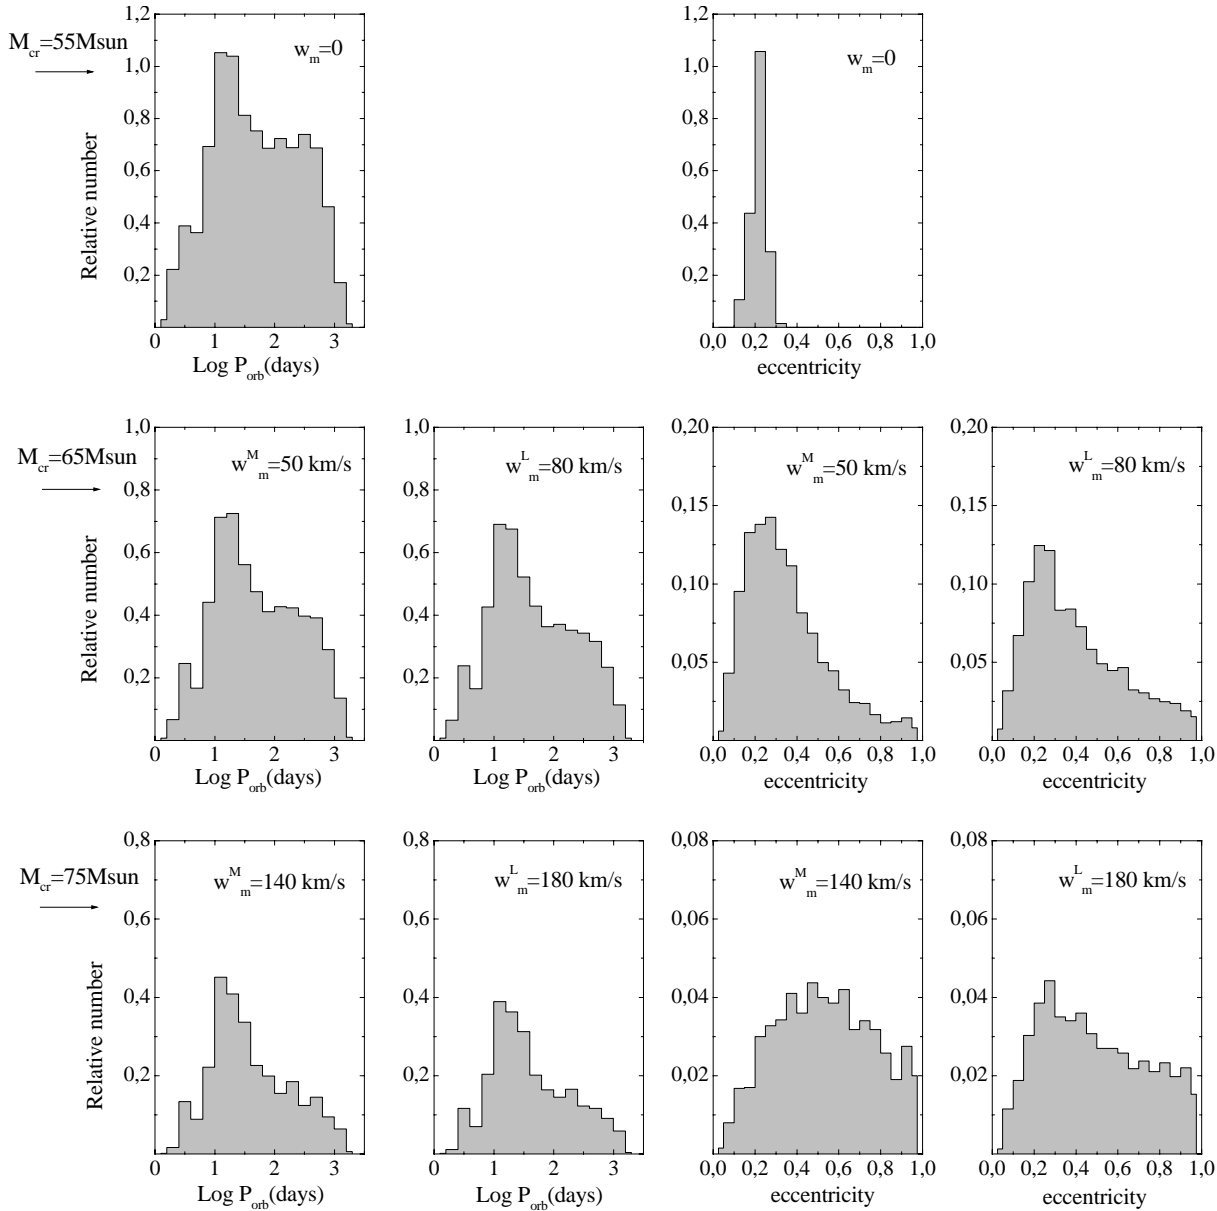 M_cr=55Msun
w_m=0
1,2
1,0
0,8
0,6
0,4
0,2
Relative number
0 1 2 3
Log P_orb(days)
w_m=0
1,2
1,0
0,8
0,6
0,4
0,2
0,0 0,2 0,4 0,6 0,8 1,0
eccentricity
M_cr=65Msun
w^M_m=50 km/s
1,0
0,8
0,6
0,4
0,2
Relative number
0 1 2 3
Log P_orb(days)
w^L_m=80 km/s
1,0
0,8
0,6
0,4
0,2
0 1 2 3
Log P_orb(days)
w^M_m=50 km/s
0,20
0,15
0,10
0,05
0,0 0,2 0,4 0,6 0,8 1,0
eccentricity
w^L_m=80 km/s
0,20
0,15
0,10
0,05
0,0 0,2 0,4 0,6 0,8 1,0
eccentricity
M_cr=75Msun
w^M_m=140 km/s
0,8
0,6
0,4
0,2
Relative number
0 1 2 3
Log P_orb(days)
w^L_m=180 km/s
0,8
0,6
0,4
0,2
0 1 2 3
Log P_orb(days)
w^M_m=140 km/s
0,08
0,06
0,04
0,02
0,0 0,2 0,4 0,6 0,8 1,0
eccentricity
w^L_m=180 km/s
0,08
0,06
0,04
0,02
0,0 0,2 0,4 0,6 0,8 1,0
eccentricity